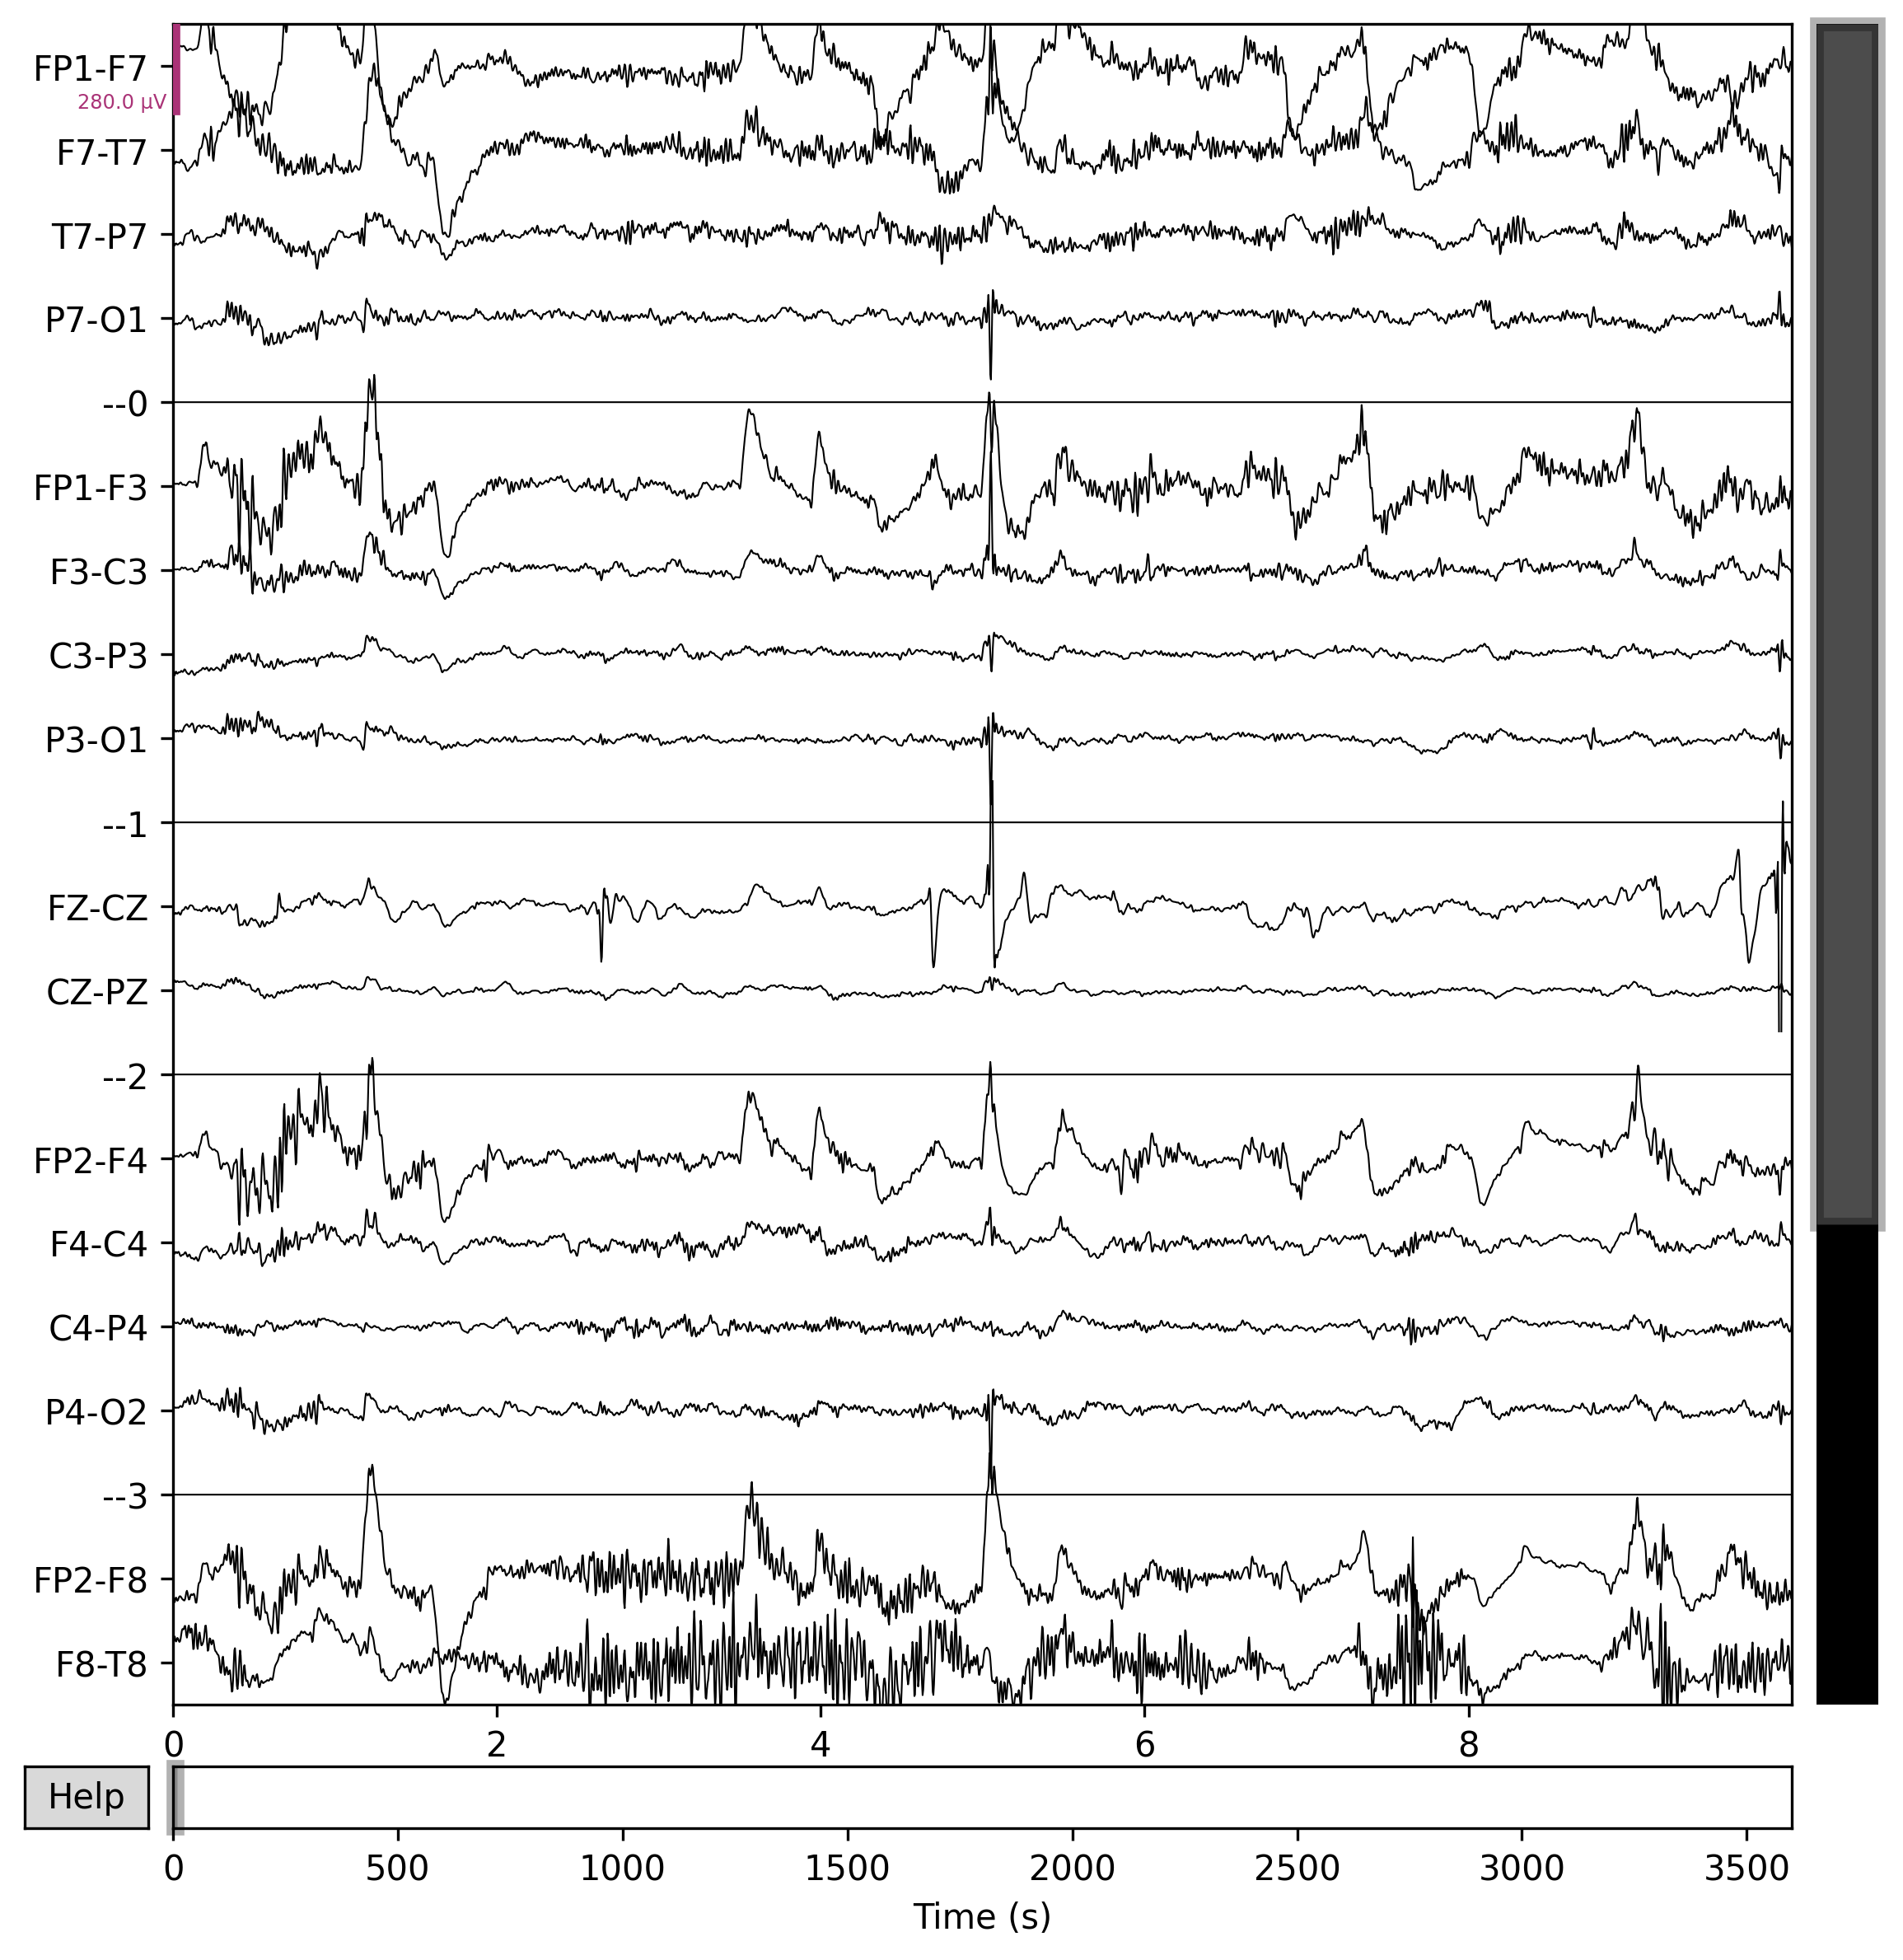 FP1-F7
280.0 µV
F7-T7
T7-P7
P7-O1
--0
FP1-F3
F3-C3
C3-P3
P3-O1
--1
FZ-CZ
CZ-PZ
--2
FP2-F4
F4-C4
C4-P4
P4-O2
--3
FP2-F8
F8-T8
0 2 4 6 8
Help
0 500 1000 1500 2000 2500 3000 3500
Time (s)